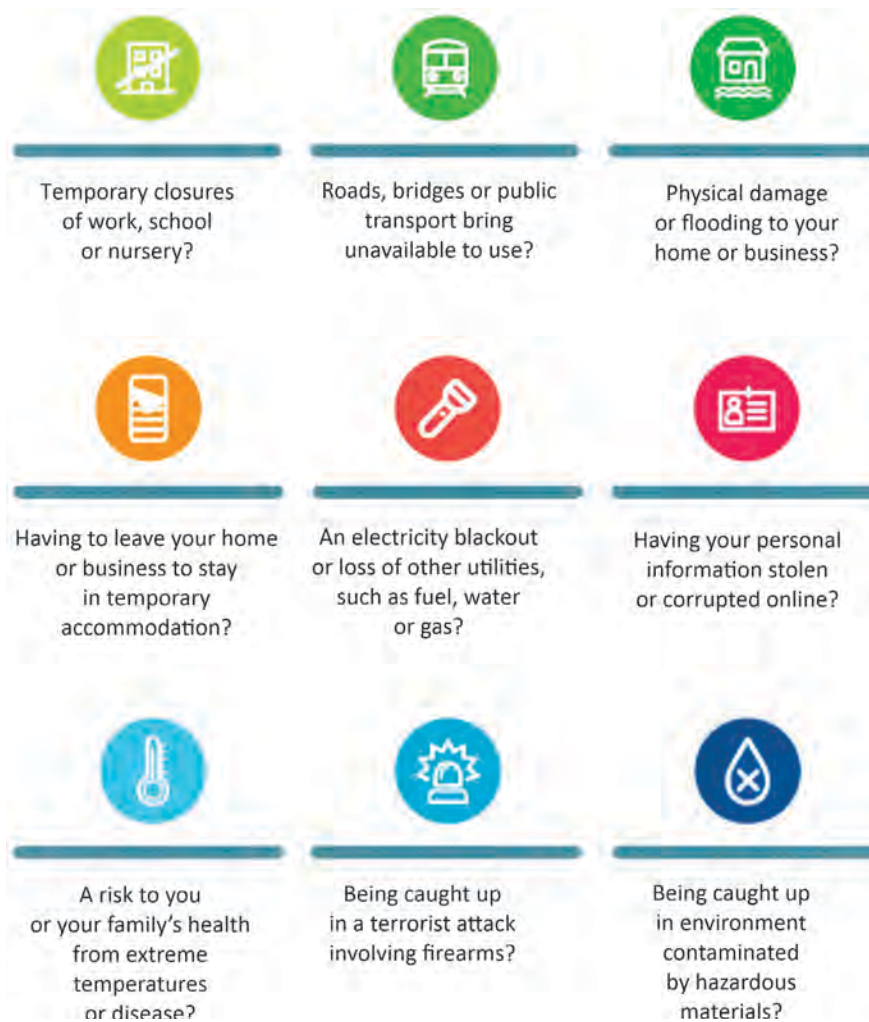 Temporary closures
of work, school
or nursery?
Roads, bridges or public
transport bring
unavailable to use?
Physical damage
or flooding to your
home or business?
Having to leave your home
or business to stay
in temporary
accommodation?
An electricity blackout
or loss of other utilities,
such as fuel, water
or gas?
Having your personal
information stolen
or corrupted online?
A risk to you
or your family's health
from extreme
temperatures
or disease?
Being caught up
in a terrorist attack
involving firearms?
Being caught up
in environment
contaminated
by hazardous
materials?